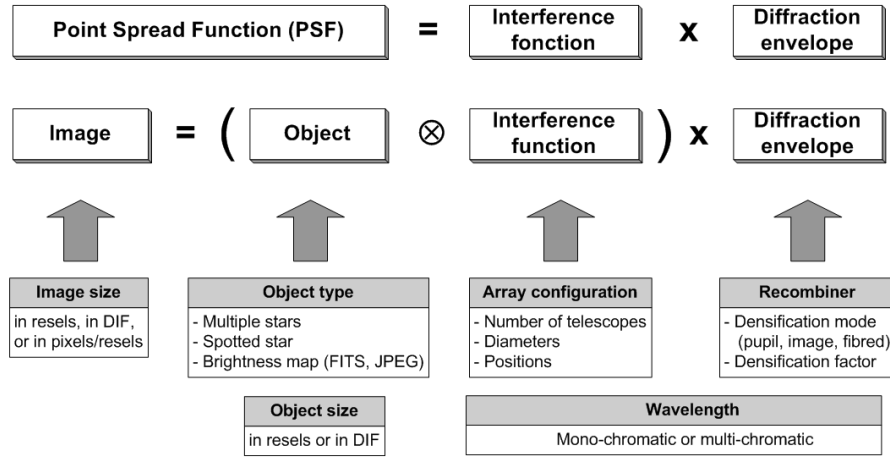 Point Spread Function (PSF) = Interference fonction x Diffraction envelope
Image = ( Object ⊗ Interference function ) x Diffraction envelope
Image size
in resels, in DIF,
or in pixels/resels
Object type
- Multiple stars
- Spotted star
- Brightness map (FITS, JPEG)
Object size
in resels or in DIF
Array configuration
- Number of telescopes
- Diameters
- Positions
Recombiner
- Densification mode
(pupil, image, fibred)
- Densification factor
Wavelength
Mono-chromatic or multi-chromatic